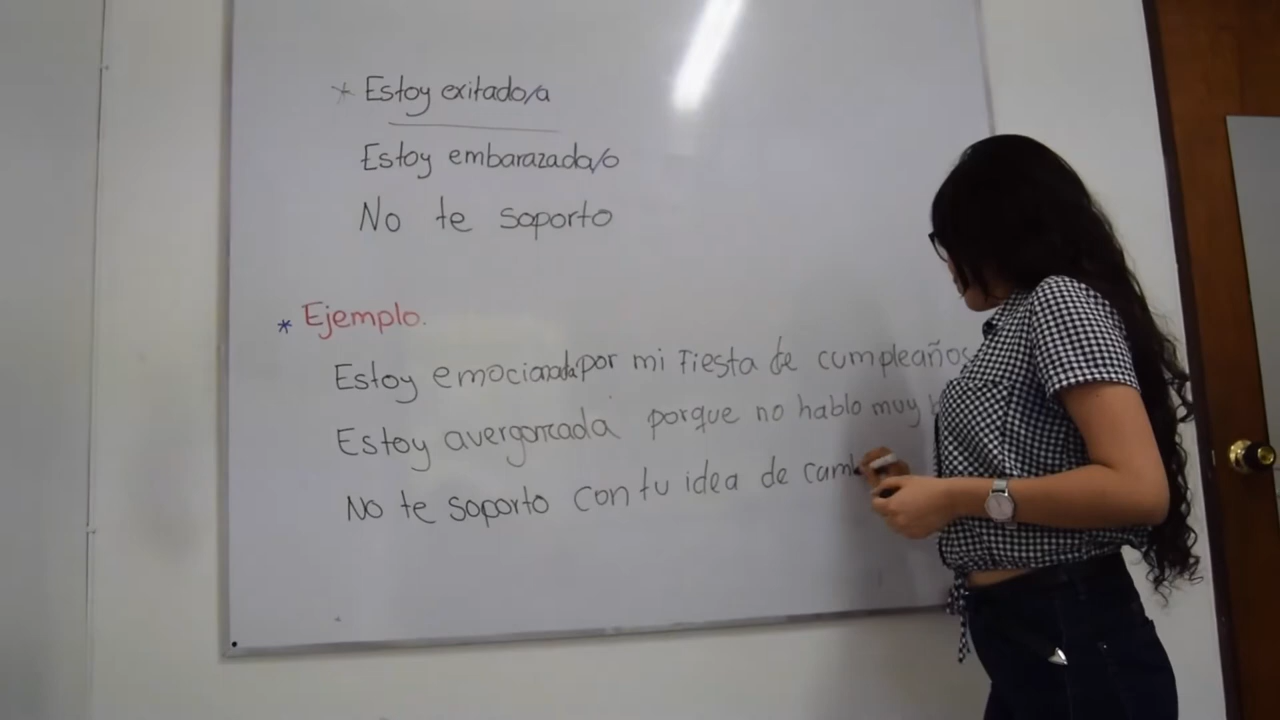 * Estoy exitado/a
Estoy embarazada/o
No te soporto
* Ejemplo.
Estoy emocionada por mi Fiesta de cumpleaños
Estoy avergonzada porque no hablo muy
No te soporto con tu idea de